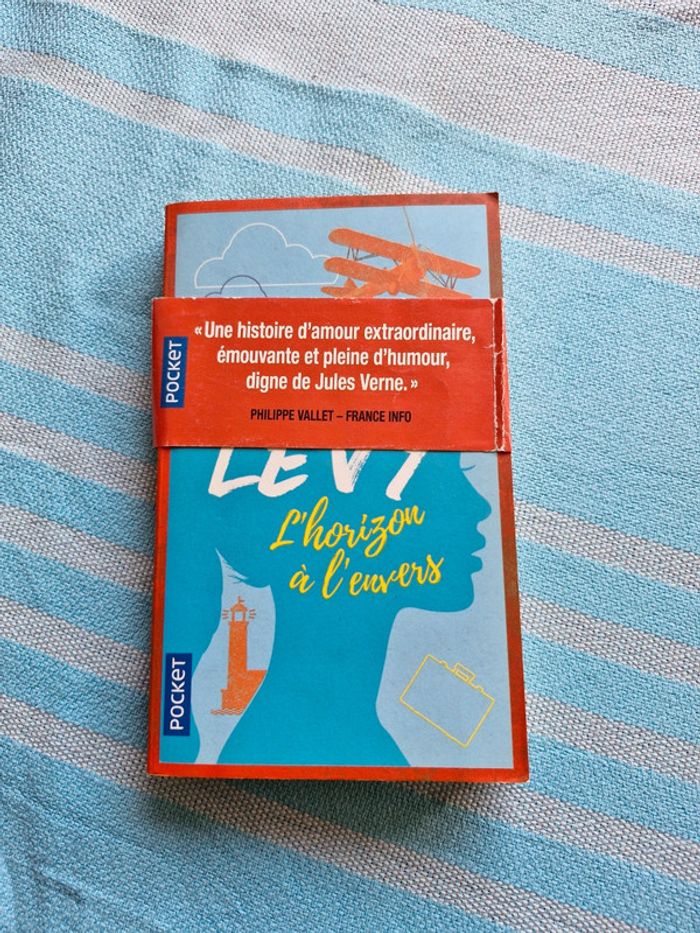 POCKET
« Une histoire d'amour extraordinaire,
émouvante et pleine d'humour,
digne de Jules Verne. »
PHILIPPE VALLET – FRANCE INFO
LEVY
L'horizon
à l'envers
POCKET